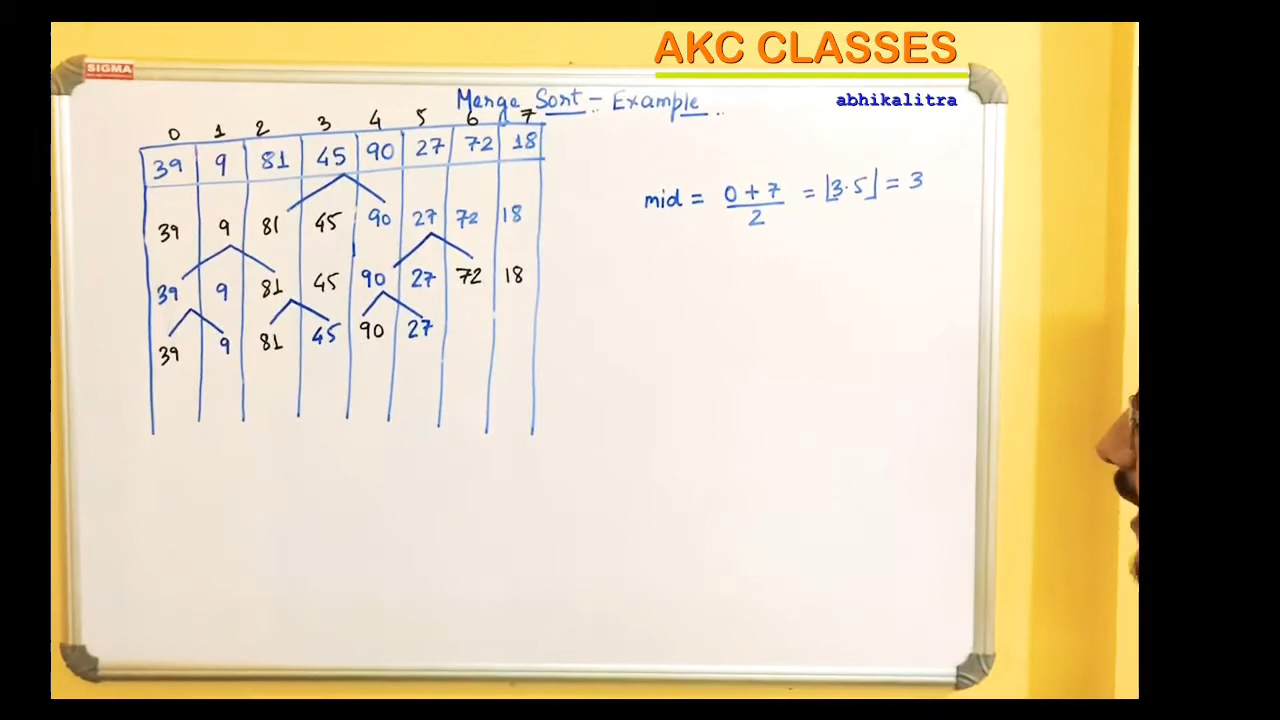 AKC CLASSES
SIGMA
Merge Sort - Example
abhikalitra
0 1 2 3 4 5 6 7
39 9 81 45 90 27 72 18
mid = 0 + 7 / 2 = ⌊3.5⌋ = 3
39 9 81 45 90 27 72 18
39 9 81 45 90 27 72 18
39 9 81 45 90 27